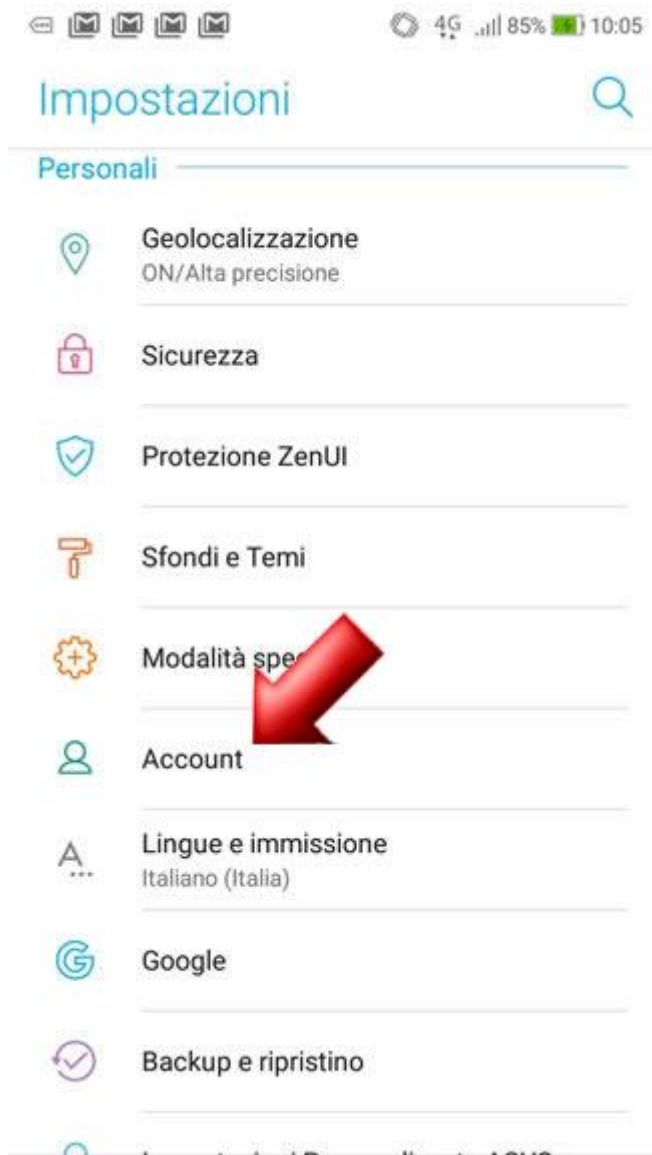 4G 85% 10:05
Impostazioni
Personali
Geolocalizzazione
ON/Alta precisione
Sicurezza
Protezione ZenUI
Sfondi e Temi
Modalità
Account
Lingue e immissione
Italiano (Italia)
Google
Backup e ripristino